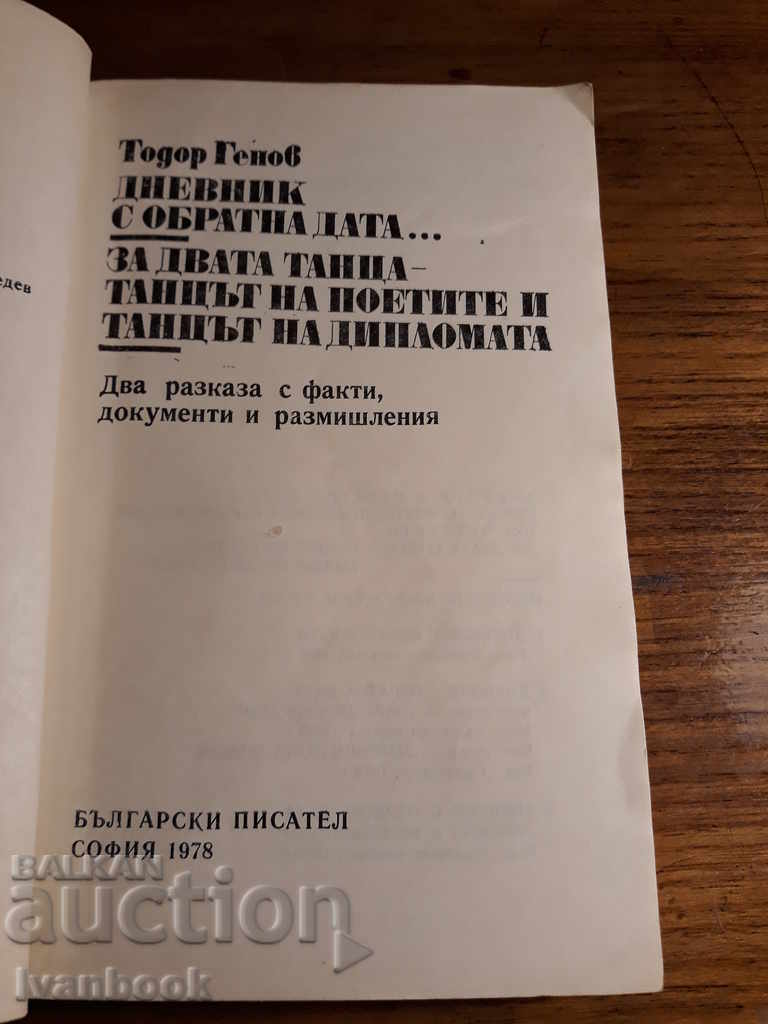 едев
Тодор Генов
ДНЕВНИК
С ОБРАТНА ДАТА...
ЗА ДВАТА ТАНЦА –
ТАНЦЪТ НА ПОЕТИТЕ И
ТАНЦЪТ НА ДИПЛОМАТА
Два разказа с факти,
документи и размишления
БЪЛГАРСКИ ПИСАТЕЛ
СОФИЯ 1978
BALKAN
auction
Ivanbook